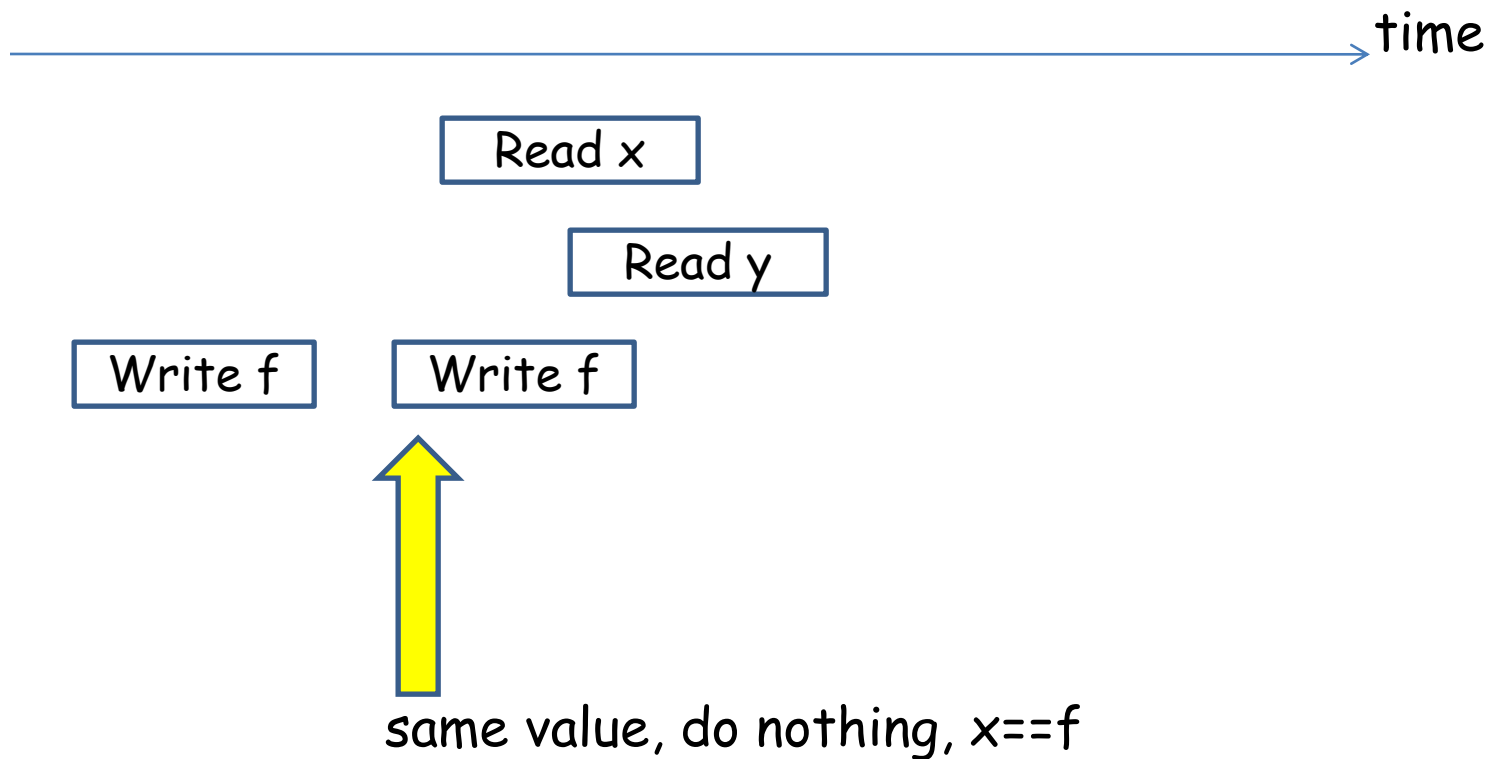 time
Read x
Read y
Write f
Write f
same value, do nothing, x==f